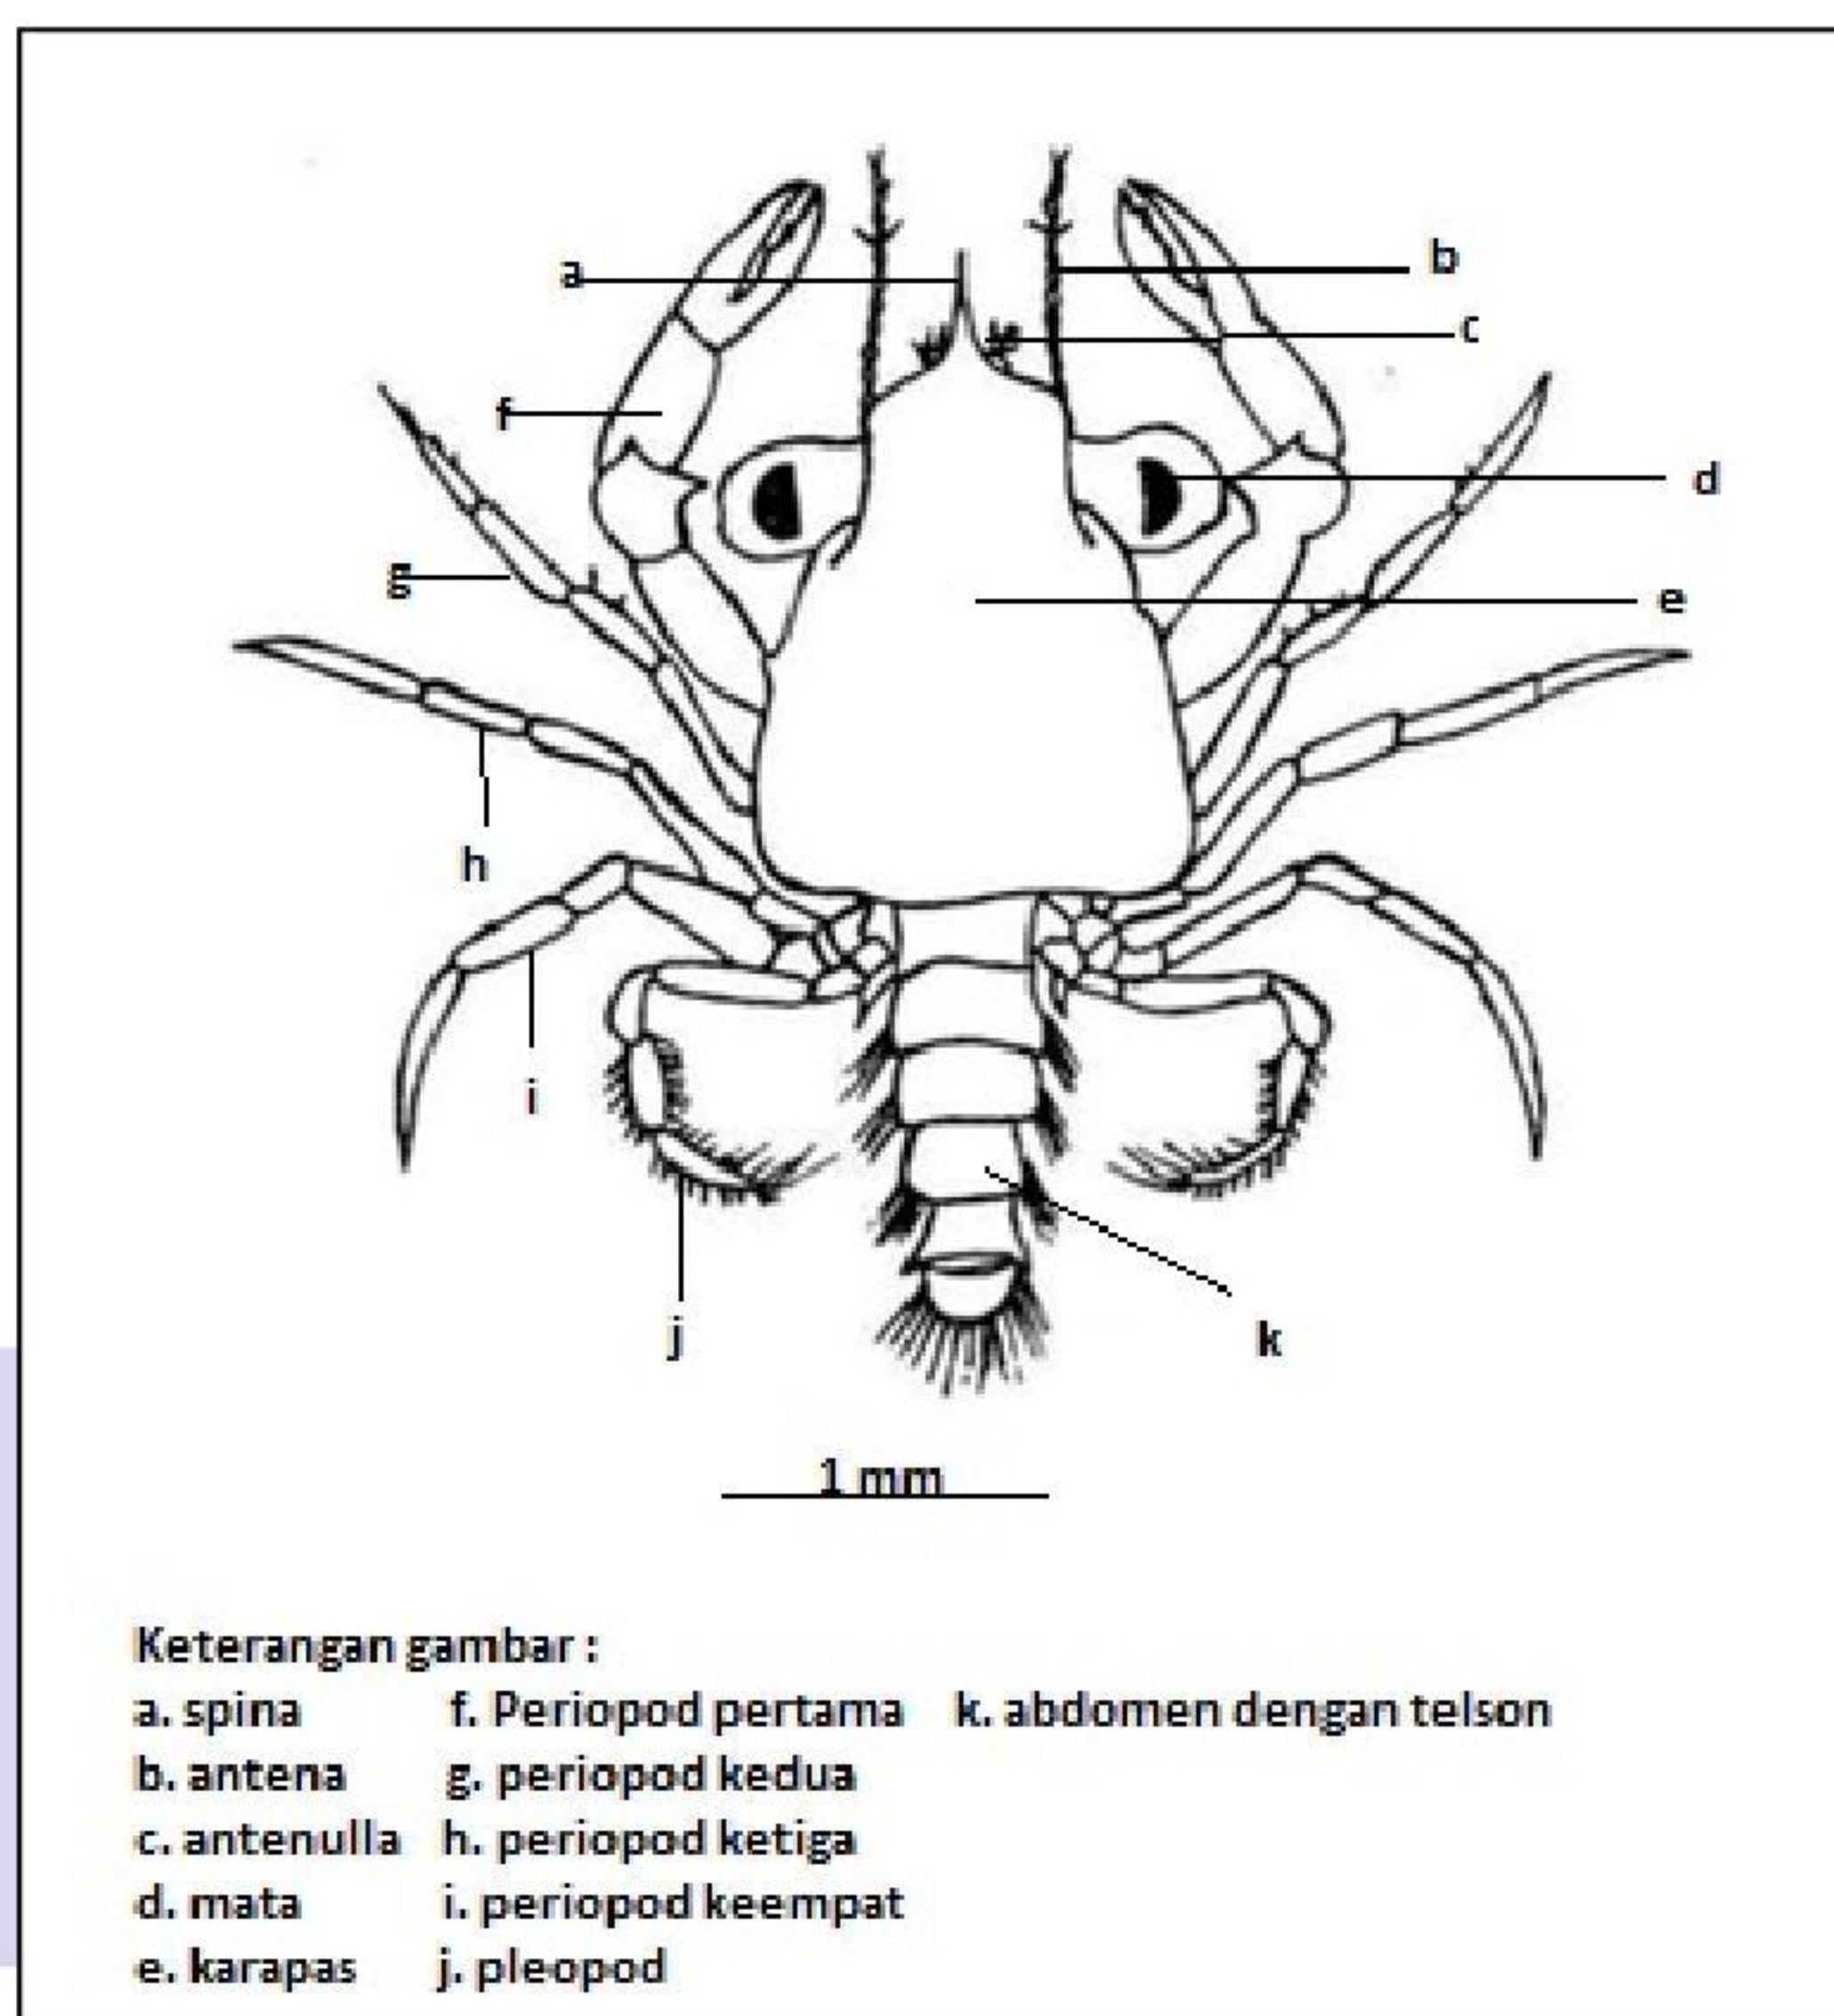 a
b
c
f
d
g
e
h
i
j
k
1 mm
Keterangan gambar :
a. spina f. Periopod pertama k. abdomen dengan telson
b. antena g. periopod kedua
c. antenulla h. periopod ketiga
d. mata i. periopod keempat
e. karapas j. pleopod